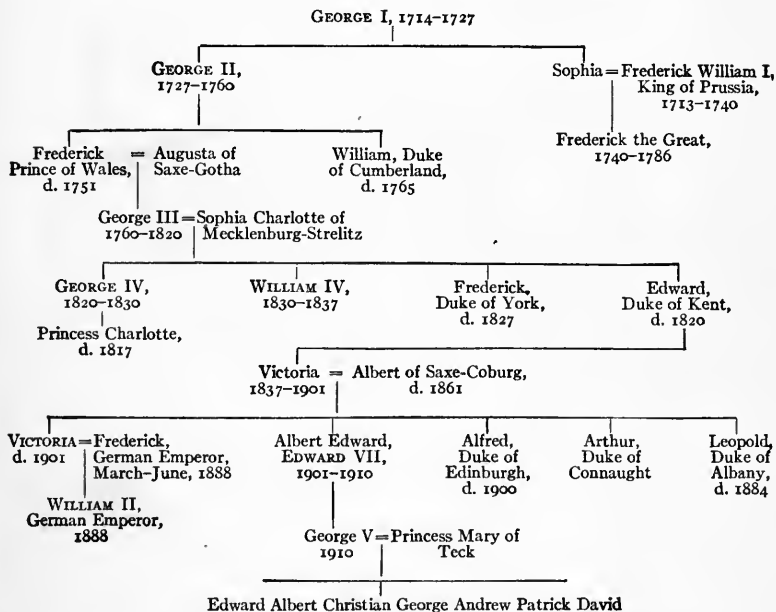 GEORGE I, 1714–1727
GEORGE II,
1727–1760
Sophia=Frederick William I,
King of Prussia,
1713–1740
Frederick the Great,
1740–1786
Frederick = Augusta of
Prince of Wales, Saxe-Gotha
d. 1751
William, Duke
of Cumberland,
d. 1765
George III=Sophia Charlotte of
1760–1820 Mecklenburg-Strelitz
GEORGE IV,
1820–1830
Princess Charlotte,
d. 1817
WILLIAM IV,
1830–1837
Frederick,
Duke of York,
d. 1827
Edward,
Duke of Kent,
d. 1820
Victoria = Albert of Saxe-Coburg,
1837–1901 d. 1861
VICTORIA=Frederick,
d. 1901 German Emperor,
March–June, 1888
WILLIAM II,
German Emperor,
1888
Albert Edward,
EDWARD VII,
1901–1910
Alfred,
Duke of
Edinburgh,
d. 1900
Arthur,
Duke of
Connaught
Leopold,
Duke of
Albany,
d. 1884
George V=Princess Mary of
1910 Teck
Edward Albert Christian George Andrew Patrick David